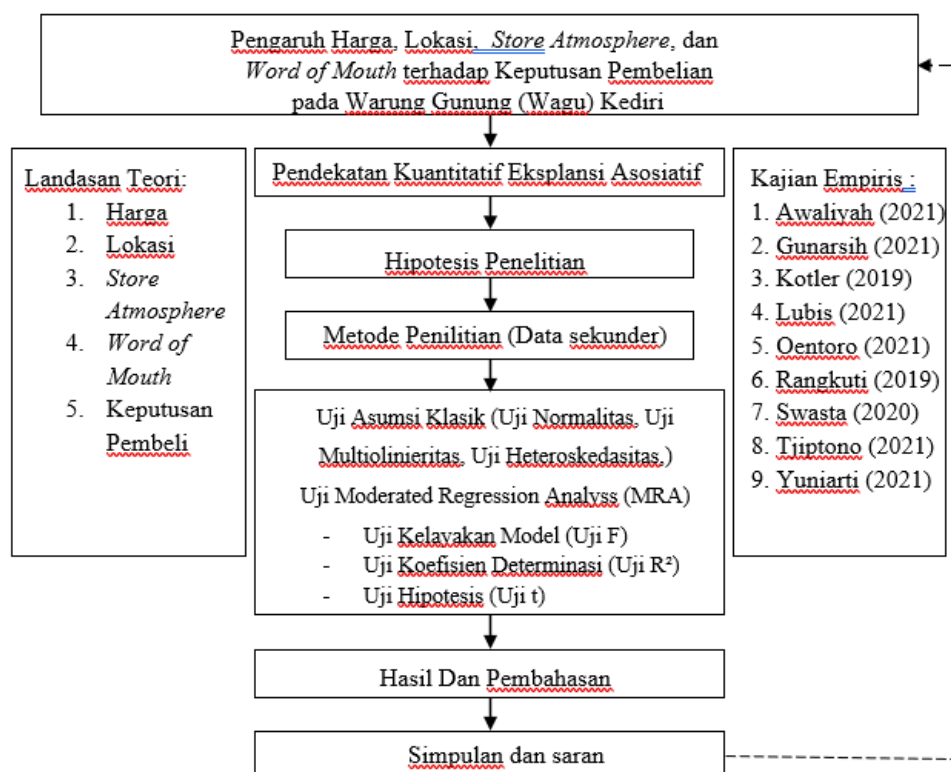 Pengaruh Harga, Lokasi, Store Atmosphere, dan
Word of Mouth terhadap Keputusan Pembelian
pada Warung Gunung (Wagu) Kediri
Landasan Teori:
1. Harga
2. Lokasi
3. Store
Atmosphere
4. Word of
Mouth
5. Keputusan
Pembeli
Pendekatan Kuantitatif Eksplansi Asosiatif
Hipotesis Penelitian
Metode Penilitian (Data sekunder)
Uji Asumsi Klasik (Uji Normalitas, Uji
Multiolinieritas, Uji Heteroskedasitas,)
Uji Moderated Regression Analyss (MRA)
- Uji Kelayakan Model (Uji F)
- Uji Koefisien Determinasi (Uji R²)
- Uji Hipotesis (Uji t)
Hasil Dan Pembahasan
Simpulan dan saran
Kajian Empiris :
1. Awaliyah (2021)
2. Gunarsih (2021)
3. Kotler (2019)
4. Lubis (2021)
5. Oentoro (2021)
6. Rangkuti (2019)
7. Swasta (2020)
8. Tjiptono (2021)
9. Yuniarti (2021)